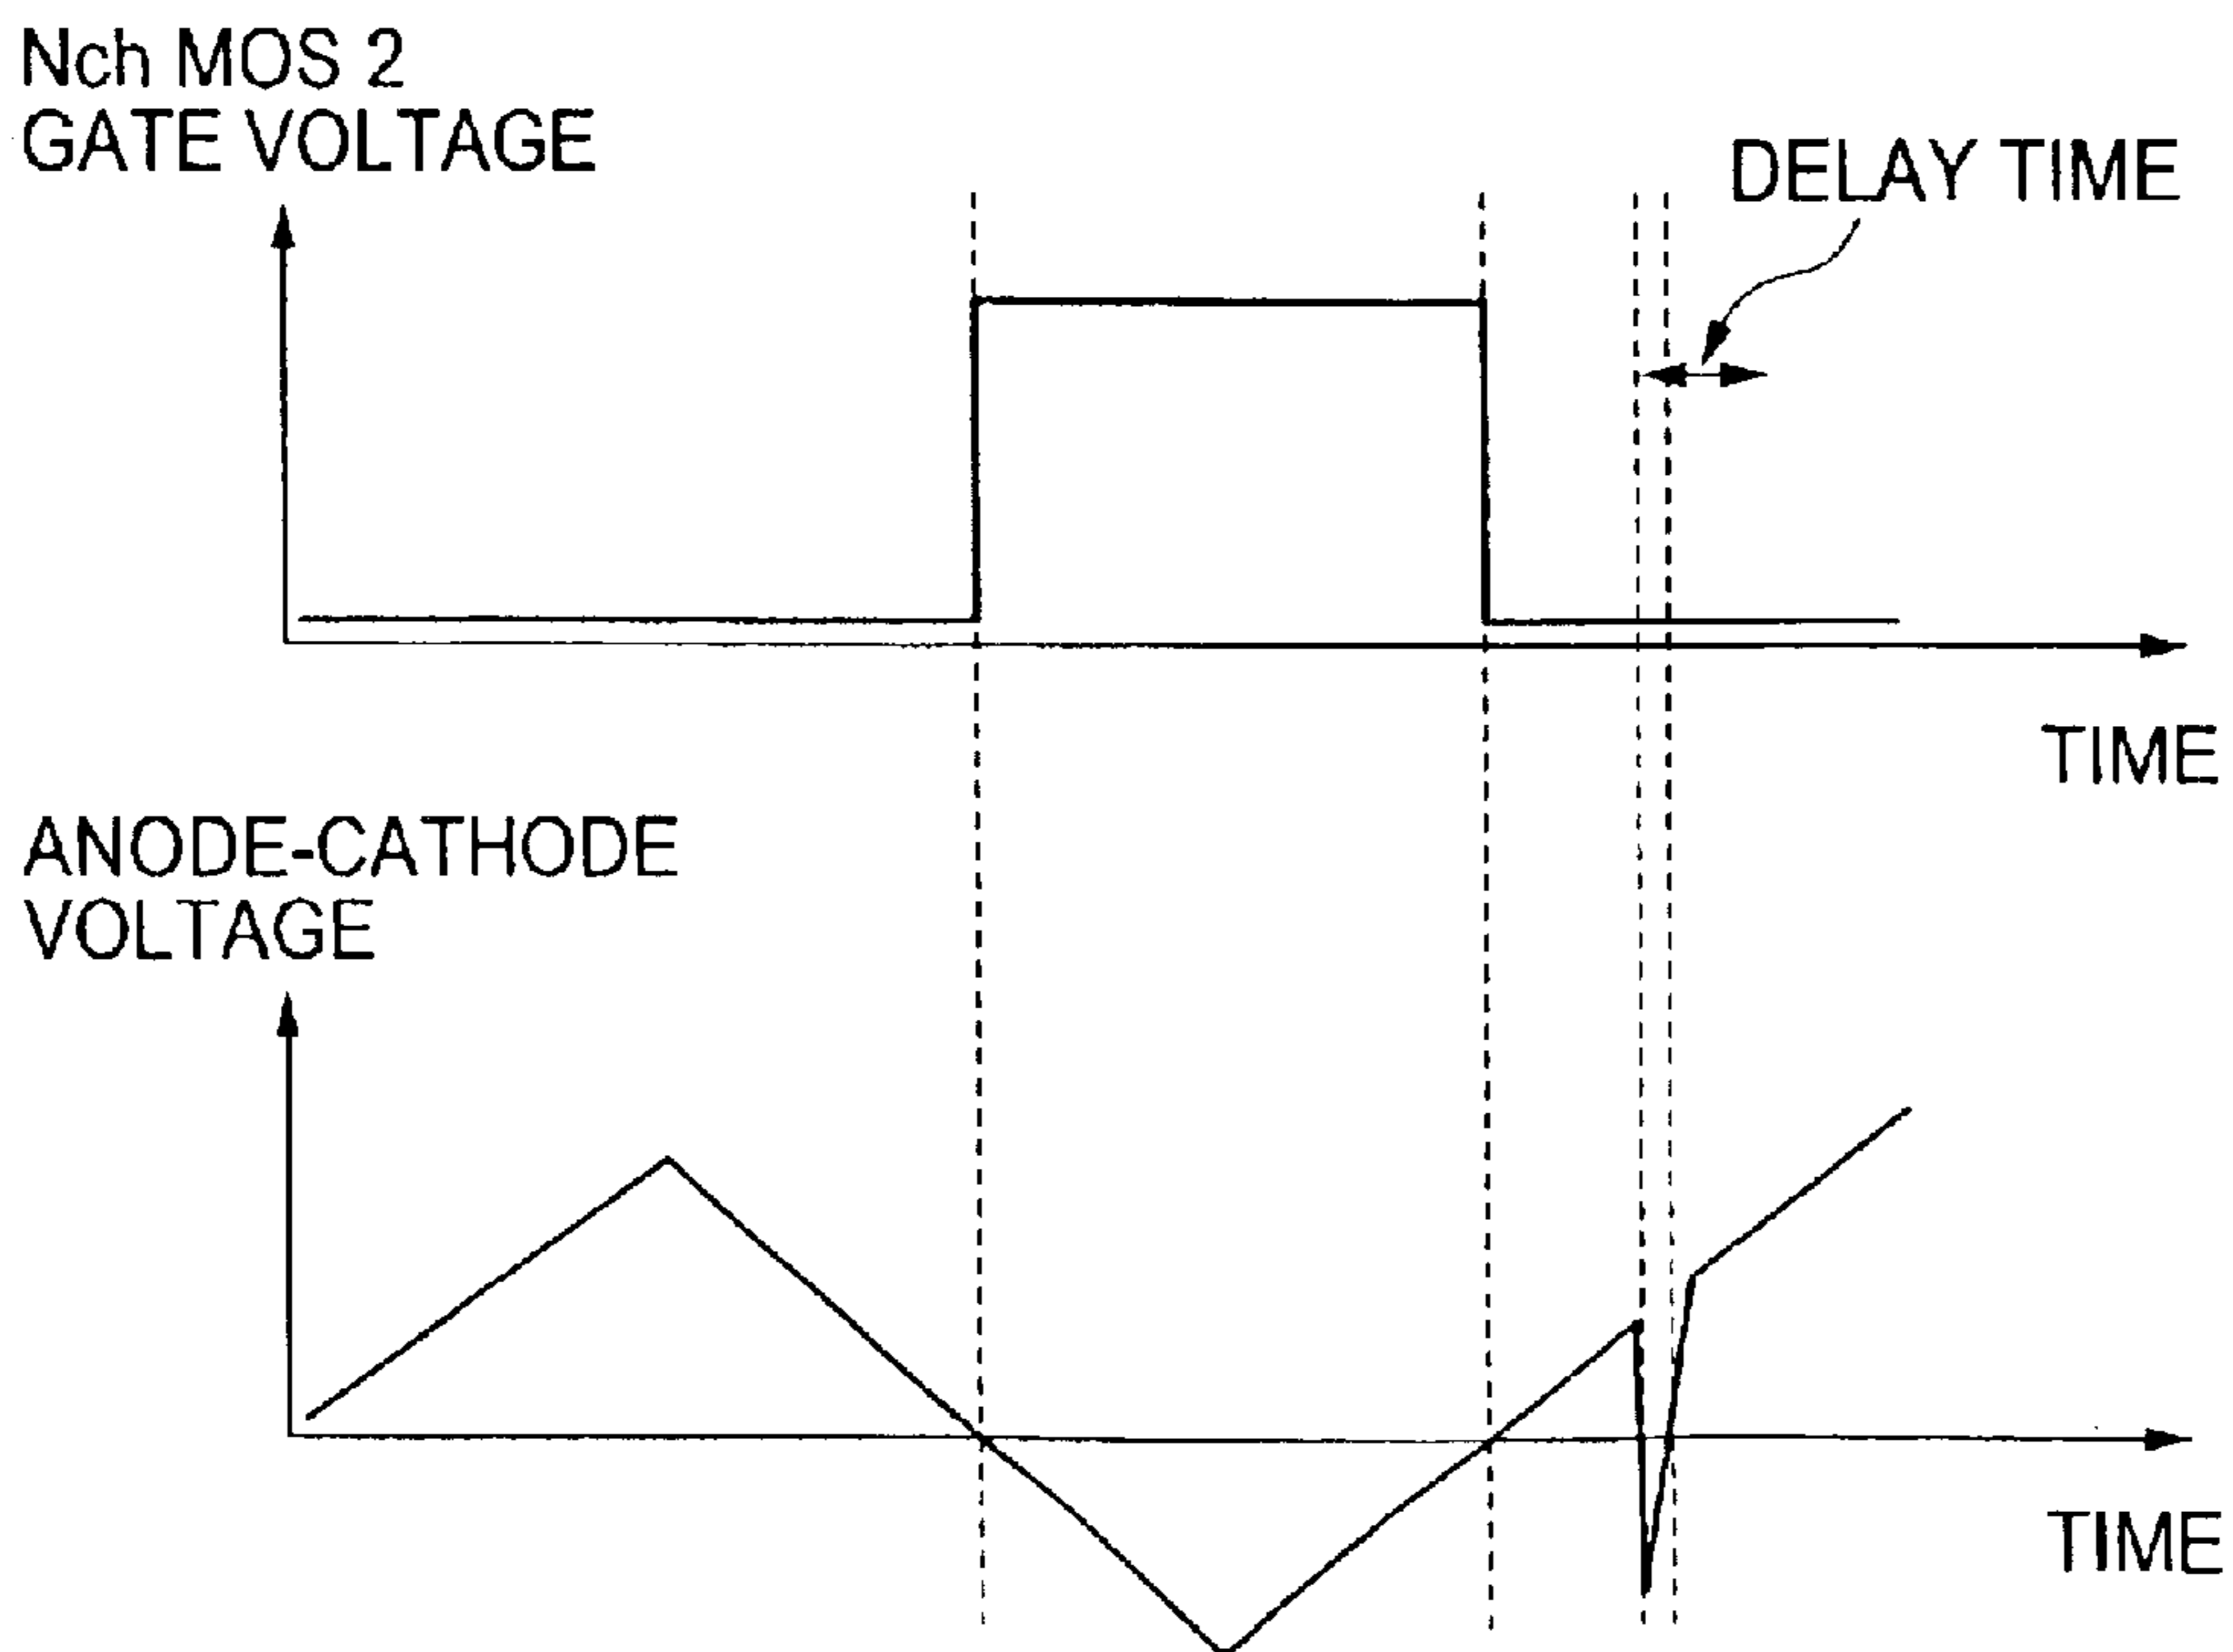 Nch MOS 2
GATE VOLTAGE
DELAY TIME
TIME
ANODE-CATHODE
VOLTAGE
TIME